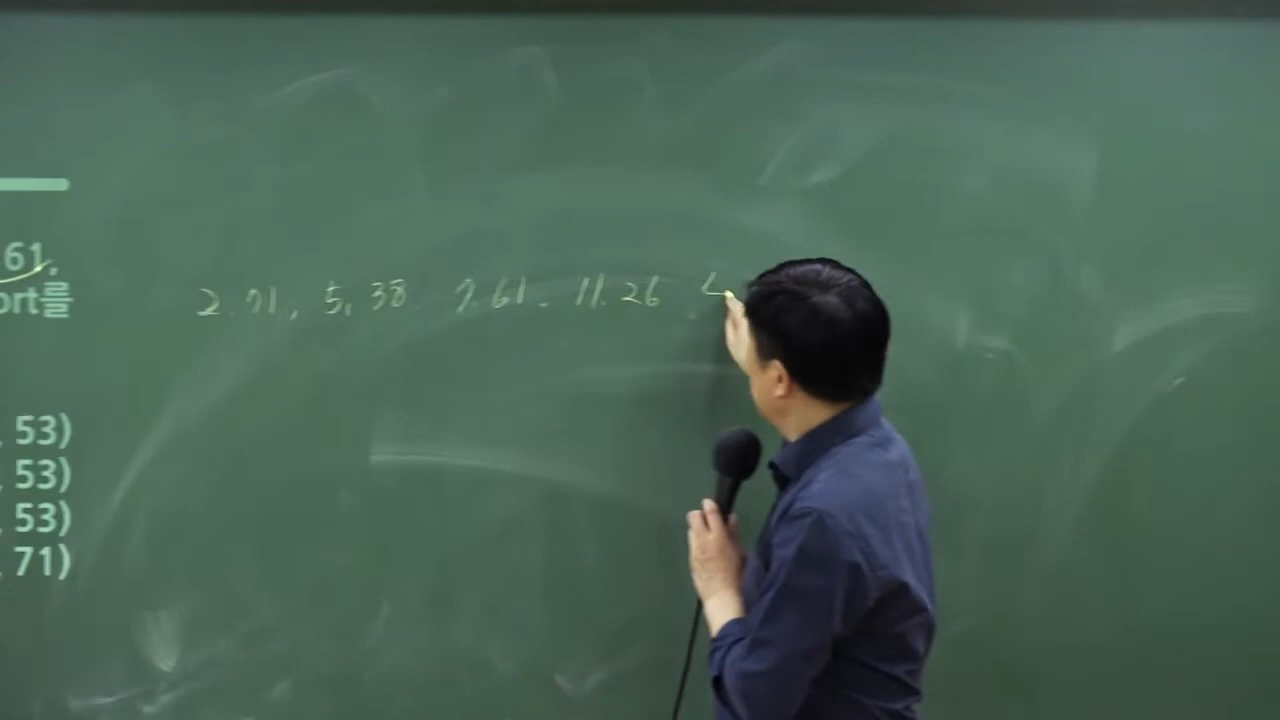 61,
ort를
2. 71, 5, 38 7. 61. 11. 26
, 53)
, 53)
, 53)
, 71)